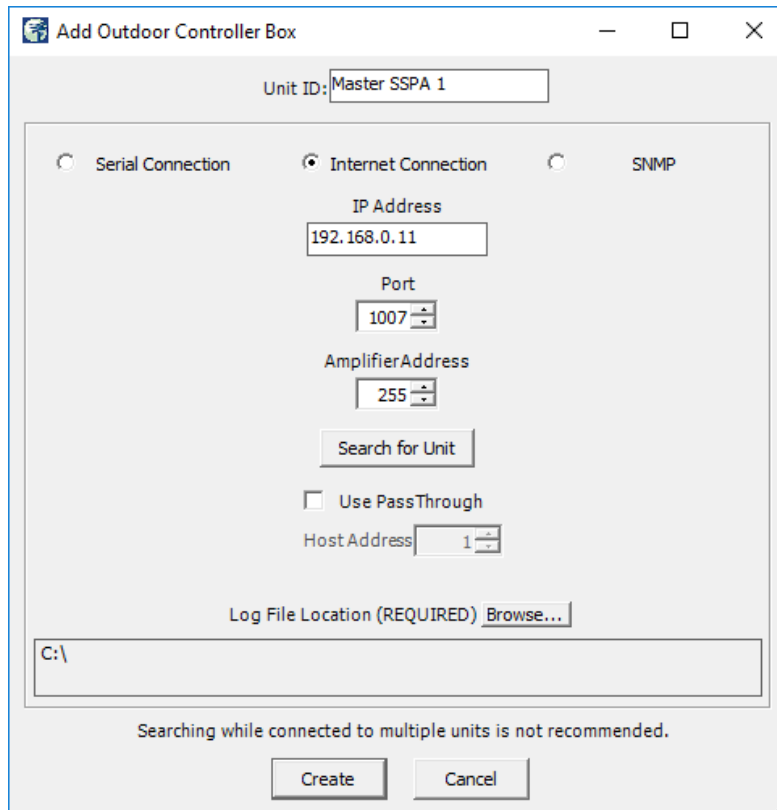 Add Outdoor Controller Box
Unit ID: Master SSPA 1
Serial Connection Internet Connection SNMP
IP Address
192.168.0.11
Port
1007
AmplifierAddress
255
Search for Unit
Use PassThrough
Host Address 1
Log File Location (REQUIRED) Browse...
C:\
Searching while connected to multiple units is not recommended.
Create Cancel